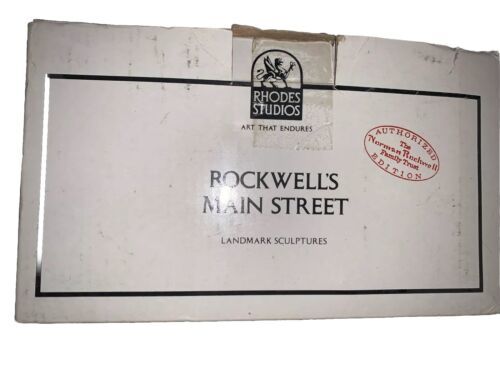 RHODES
STUDIOS
ART THAT ENDURES
AUTHORIZED
The
Norman Rockwell
Family Trust
EDITION
ROCKWELL'S
MAIN STREET
LANDMARK SCULPTURES